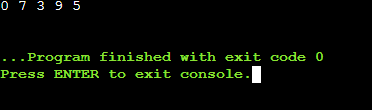 0 7 3 9 5
...Program finished with exit code 0
Press ENTER to exit console.